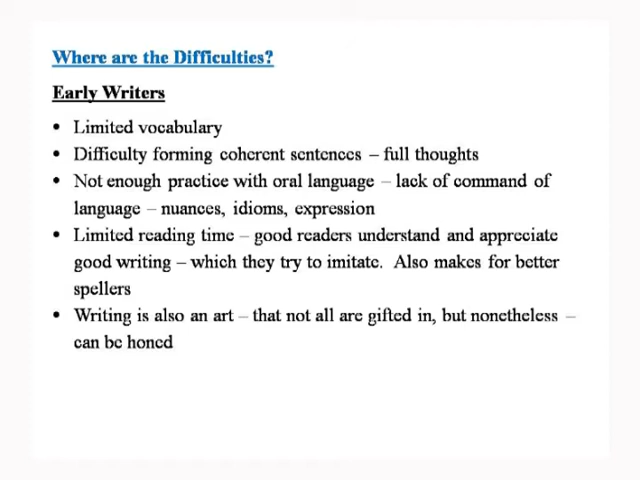 Where are the Difficulties?
Early Writers
• Limited vocabulary
• Difficulty forming coherent sentences – full thoughts
• Not enough practice with oral language – lack of command of
language – nuances, idioms, expression
• Limited reading time – good readers understand and appreciate
good writing – which they try to imitate.  Also makes for better
spellers
• Writing is also an art – that not all are gifted in, but nonetheless –
can be honed